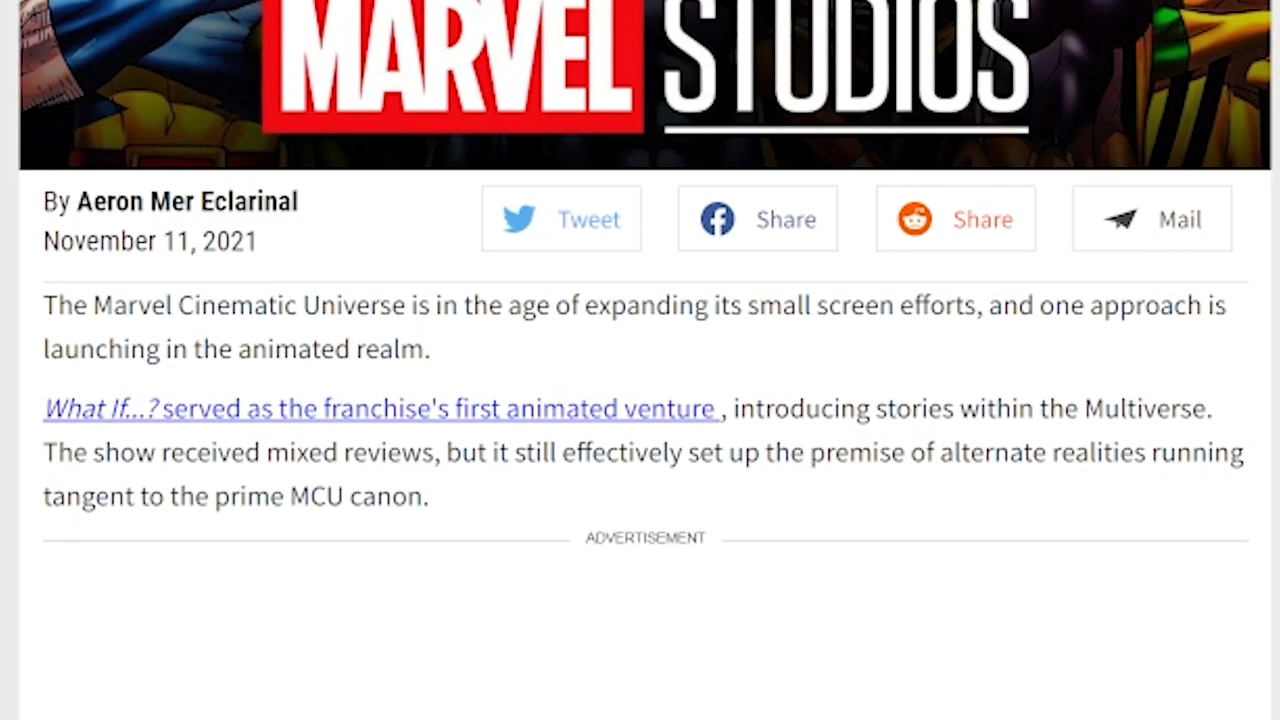 MARVEL STUDIOS
By Aeron Mer Eclarinal
November 11, 2021
Tweet
Share
Share
Mail
The Marvel Cinematic Universe is in the age of expanding its small screen efforts, and one approach is
launching in the animated realm.
What If...? served as the franchise's first animated venture , introducing stories within the Multiverse.
The show received mixed reviews, but it still effectively set up the premise of alternate realities running
tangent to the prime MCU canon.
ADVERTISEMENT